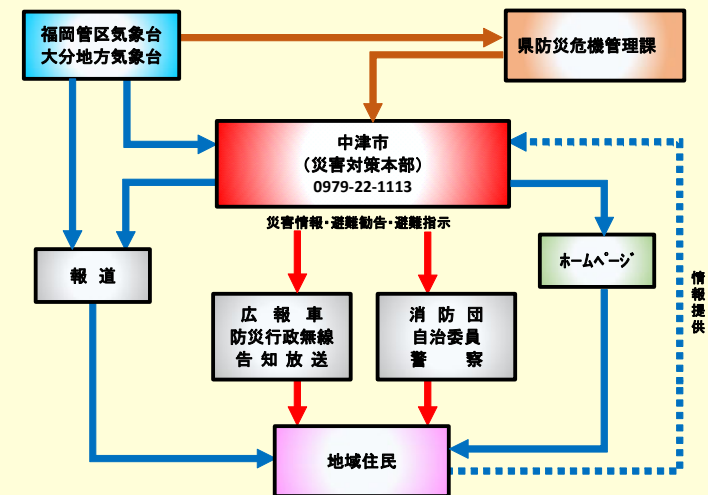 福岡管区気象台
大分地方気象台
県防災危機管理課
中津市
（災害対策本部）
0979-22-1113
災害情報・避難勧告・避難指示
報 道
ホームページ
広 報 車
防災行政無線
告 知 放 送
消 防 団
自治委員
警 察
情報提供
地域住民